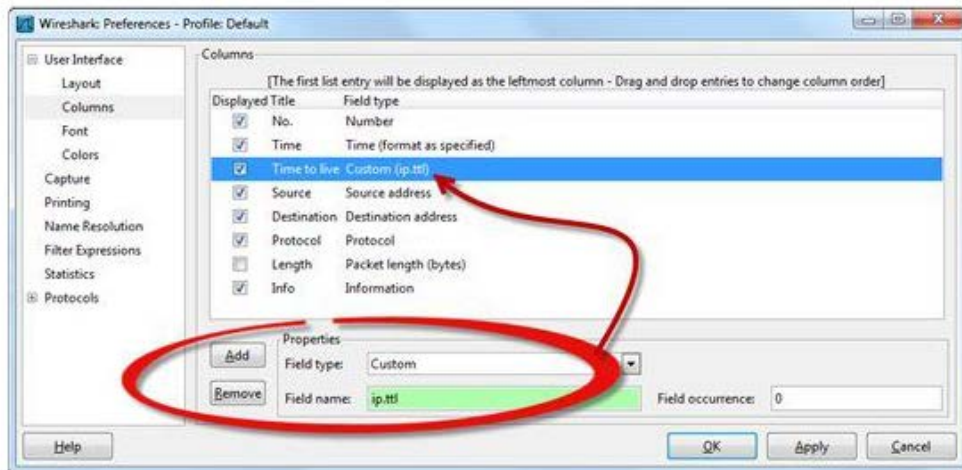 Wireshark: Preferences - Profile: Default
User Interface
Layout
Columns
Font
Colors
Capture
Printing
Name Resolution
Filter Expressions
Statistics
Protocols
Columns
[The first list entry will be displayed as the leftmost column - Drag and drop entries to change column order]
Displayed Title Field type
No. Number
Time Time (format as specified)
Time to live Custom (ip.ttl)
Source Source address
Destination Destination address
Protocol Protocol
Length Packet length (bytes)
Info Information
Properties
Add
Field type: Custom
Remove
Field name: ip.ttl Field occurrence: 0
Help OK Apply Cancel